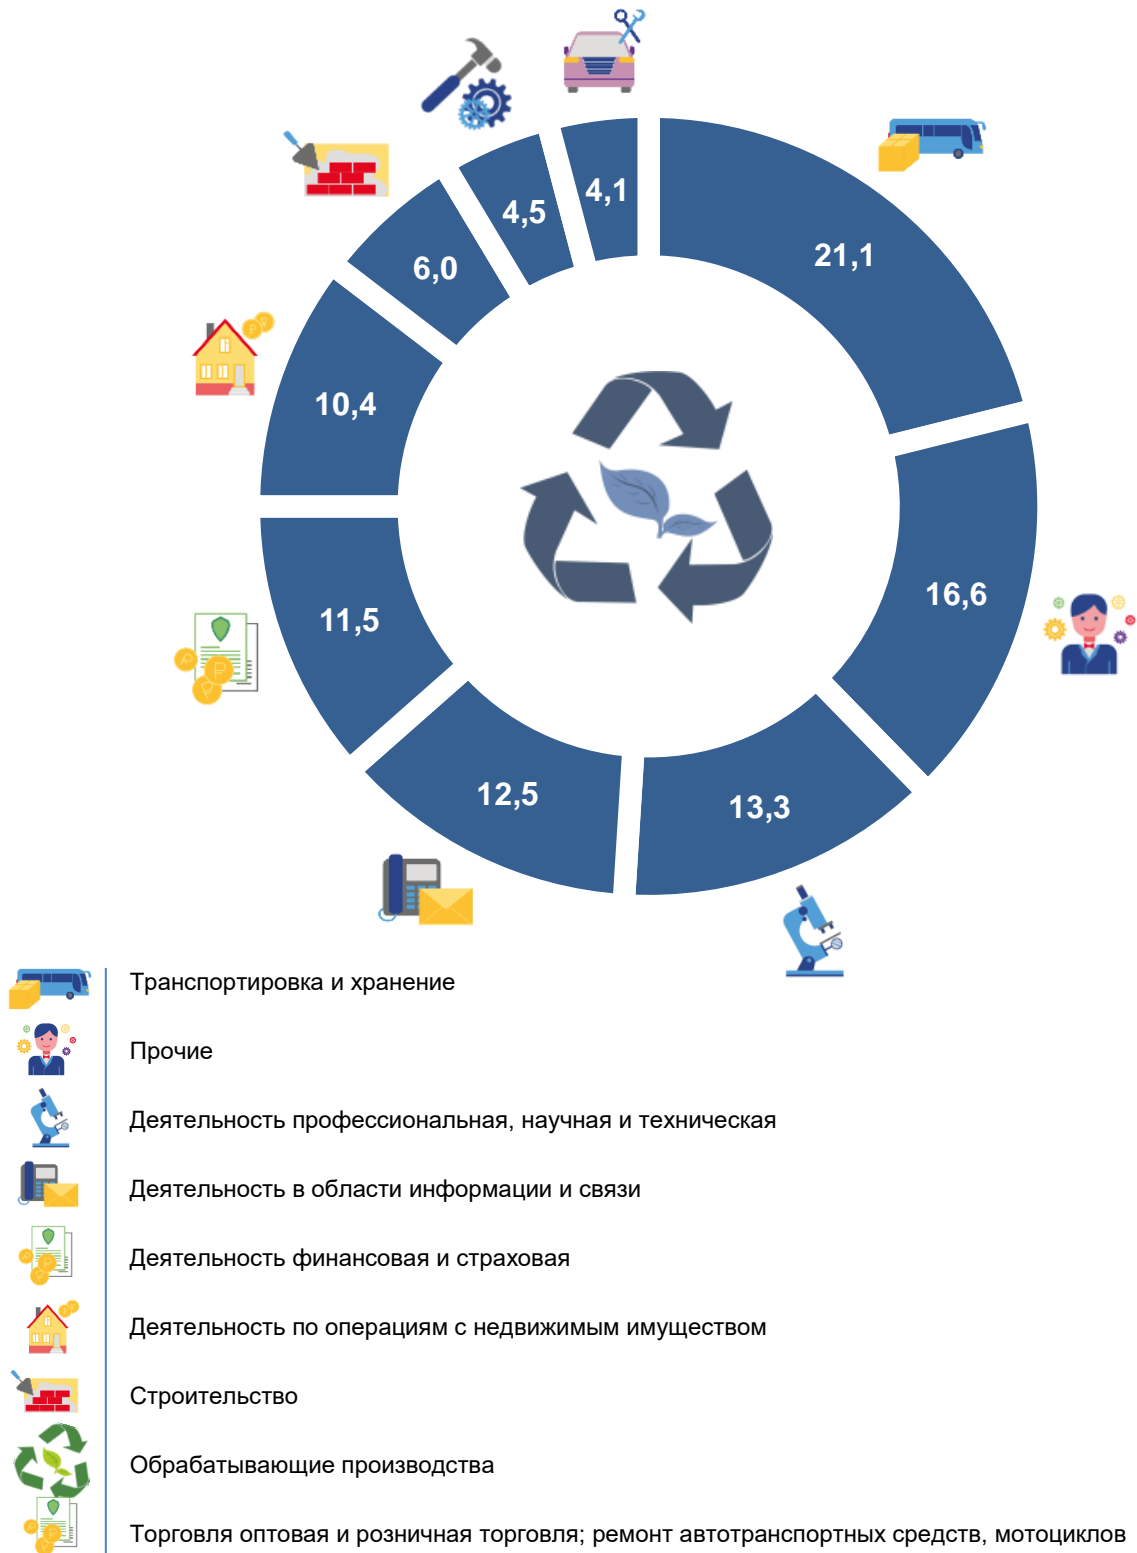 4,1
4,5
21,1
6,0
10,4
16,6
11,5
12,5
13,3
Транспортировка и хранение
Прочие
Деятельность профессиональная, научная и техническая
Деятельность в области информации и связи
Деятельность финансовая и страховая
Деятельность по операциям с недвижимым имуществом
Строительство
Обрабатывающие производства
Торговля оптовая и розничная торговля; ремонт автотранспортных средств, мотоциклов